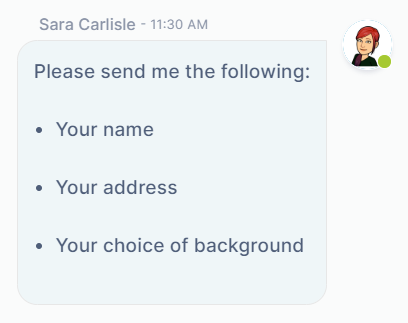 Sara Carlisle - 11:30 AM
Please send me the following:
• Your name
• Your address
• Your choice of background